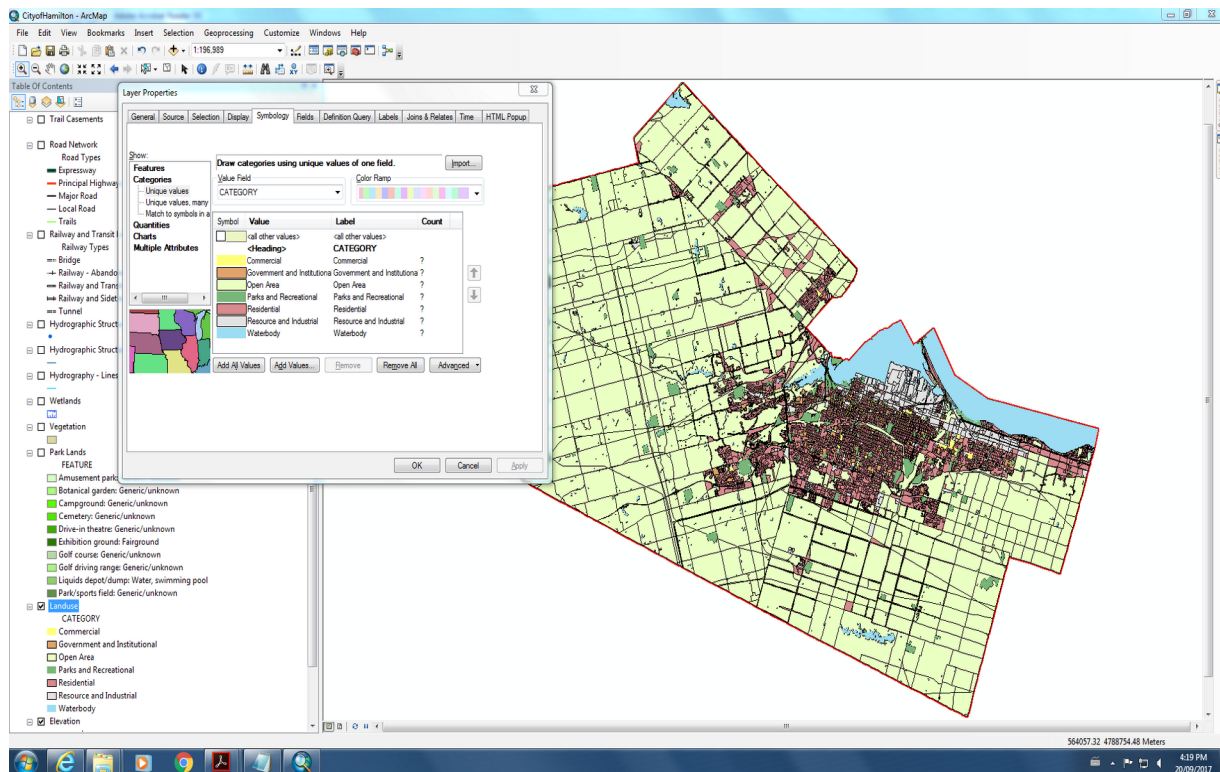 CityofHamilton - ArcMap
File Edit View Bookmarks Insert Selection Geoprocessing Customize Windows Help
1:196,989
Table Of Contents
Trail Casements
Road Network
Road Types
Expressway
Principal Highway
Major Road
Local Road
Trails
Railway and Transit
Railway Types
Bridge
Railway - Abando
Railway and Tran
Railway and Sidet
Tunnel
Hydrographic Struct
Hydrographic Struct
Hydrography - Lines
Wetlands
Vegetation
Park Lands
FEATURE
Amusement park:
Botanical garden: Generic/unknown
Campground: Generic/unknown
Cemetery: Generic/unknown
Drive-in theatre: Generic/unknown
Exhibition ground: Fairground
Golf course: Generic/unknown
Golf driving range: Generic/unknown
Liquids depot/dump: Water, swimming pool
Park/sports field: Generic/unknown
Landuse
CATEGORY
Commercial
Government and Institutional
Open Area
Parks and Recreational
Residential
Resource and Industrial
Waterbody
Elevation
Layer Properties
General Source Selection Display Symbology Fields Definition Query Labels Joins & Relates Time HTML Popup
Show:
Features
Categories
Unique values
Unique values, many
Match to symbols in a
Quantities
Charts
Multiple Attributes
Draw categories using unique values of one field.
Import...
Value Field
Color Ramp
CATEGORY
Symbol Value Label Count
<all other values> <all other values>
<Heading> CATEGORY
Commercial Commercial ?
Government and Institutiona Government and Institutiona ?
Open Area Open Area ?
Parks and Recreational Parks and Recreational ?
Residential Residential ?
Resource and Industrial Resource and Industrial ?
Waterbody Waterbody ?
Add All Values Add Values... Remove Remove All Advanced
OK Cancel Apply
564057.32 4788754.48 Meters
4:19 PM
20/09/2017